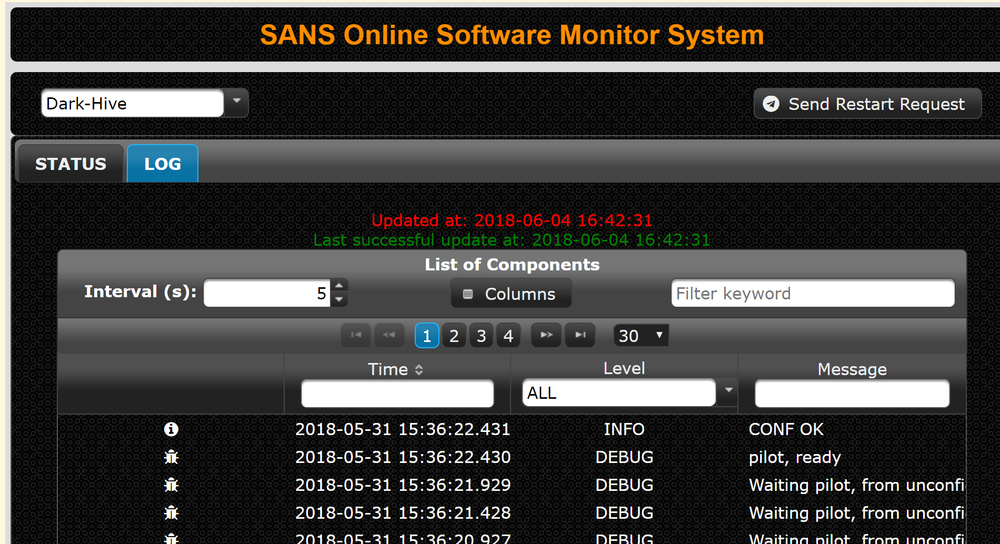 SANS Online Software Monitor System
Dark-Hive
Send Restart Request
STATUS LOG
Updated at: 2018-06-04 16:42:31
Last successful update at: 2018-06-04 16:42:31
List of Components
Interval (s): 5 Columns Filter keyword
1 2 3 4 30
Time Level Message
ALL
2018-05-31 15:36:22.431 INFO CONF OK
2018-05-31 15:36:22.430 DEBUG pilot, ready
2018-05-31 15:36:21.929 DEBUG Waiting pilot, from unconfi
2018-05-31 15:36:21.428 DEBUG Waiting pilot, from unconfi
2018-05-31 15:36:20.927 DEBUG Waiting pilot, from unconfi